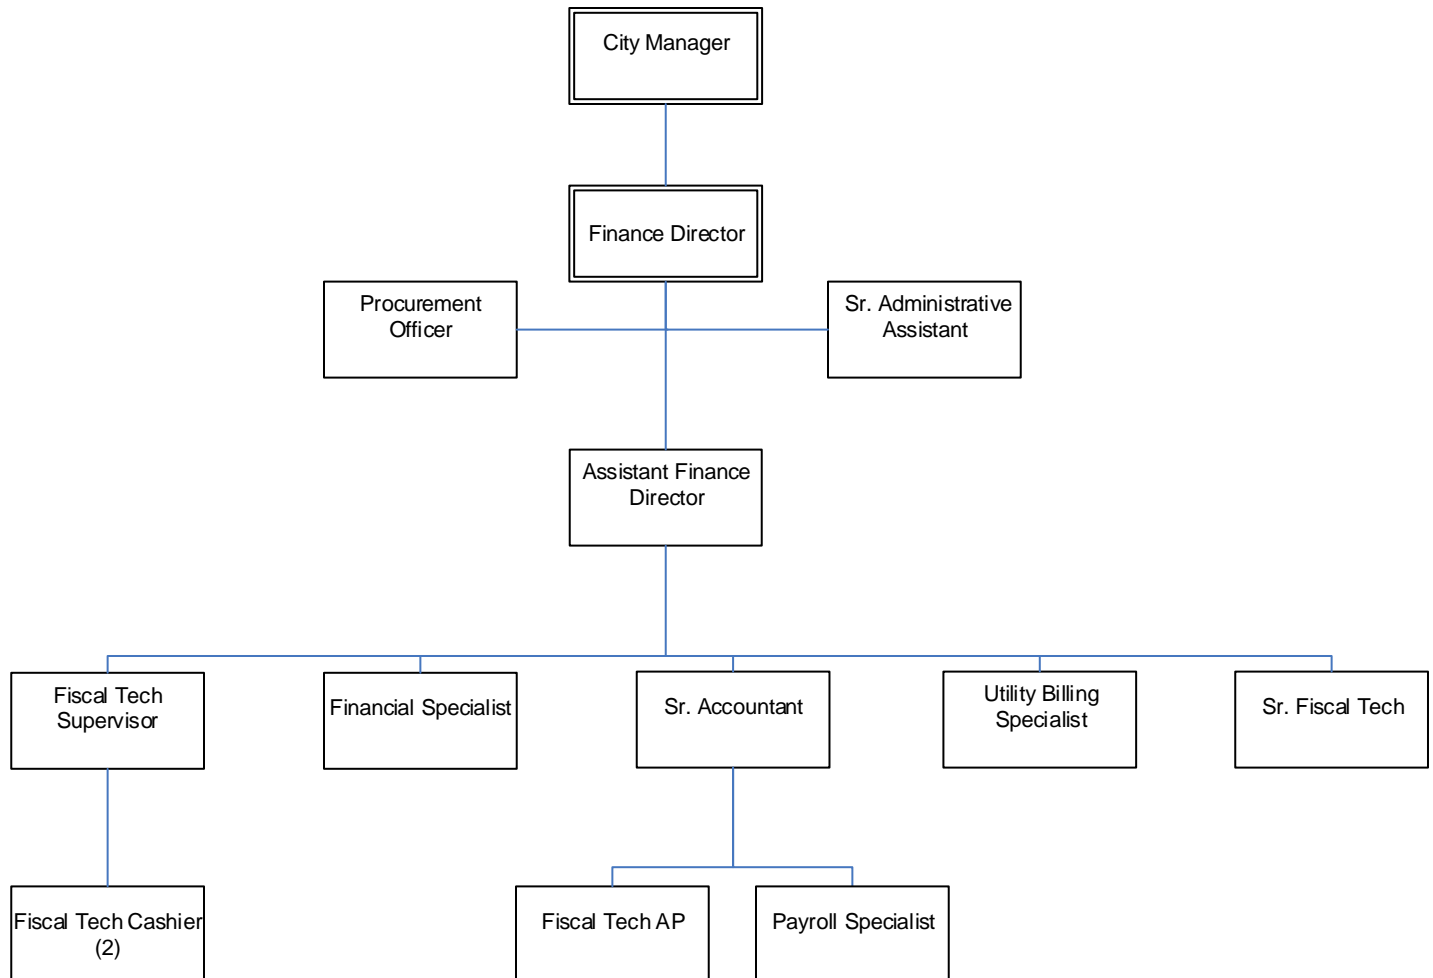 City Manager
Finance Director
Procurement
Officer
Sr. Administrative
Assistant
Assistant Finance
Director
Fiscal Tech
Supervisor
Financial Specialist
Sr. Accountant
Utility Billing
Specialist
Sr. Fiscal Tech
Fiscal Tech Cashier
(2)
Fiscal Tech AP
Payroll Specialist